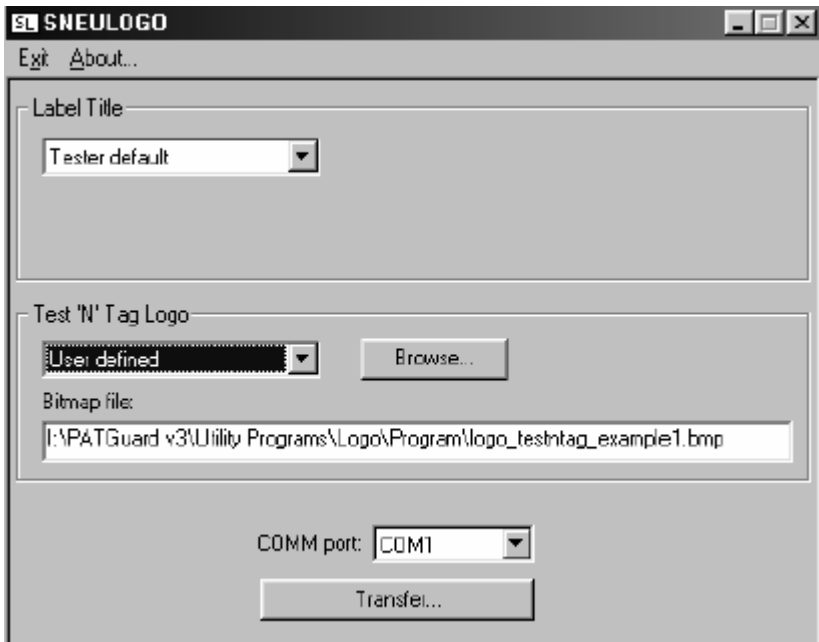 SL SNEULOGO
Exit About...
Label Title
Tester default
Test 'N' Tag Logo
User defined
Browse...
Bitmap file:
I:\PATGuard v3\Utility Programs\Logo\Program\logo_testntag_example1.bmp
COMM port: COM1
Transfer...